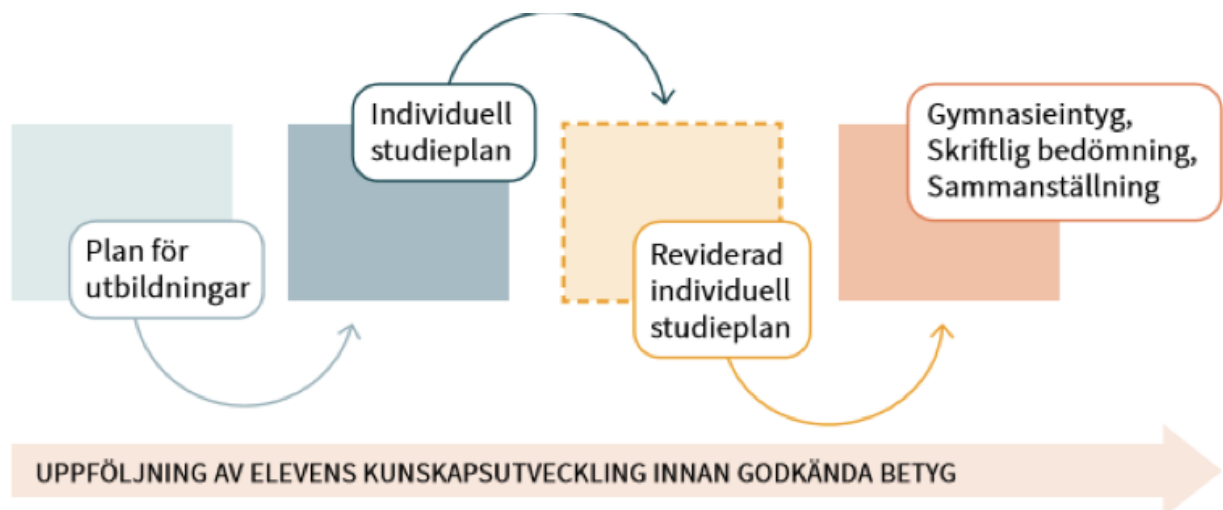 Plan för
utbildningar
Individuell
studieplan
Reviderad
individuell
studieplan
Gymnasieintyg,
Skriftlig bedömning,
Sammanställning
UPPFÖLJNING AV ELEVENS KUNSKAPSUTVECKLING INNAN GODKÄNDA BETYG